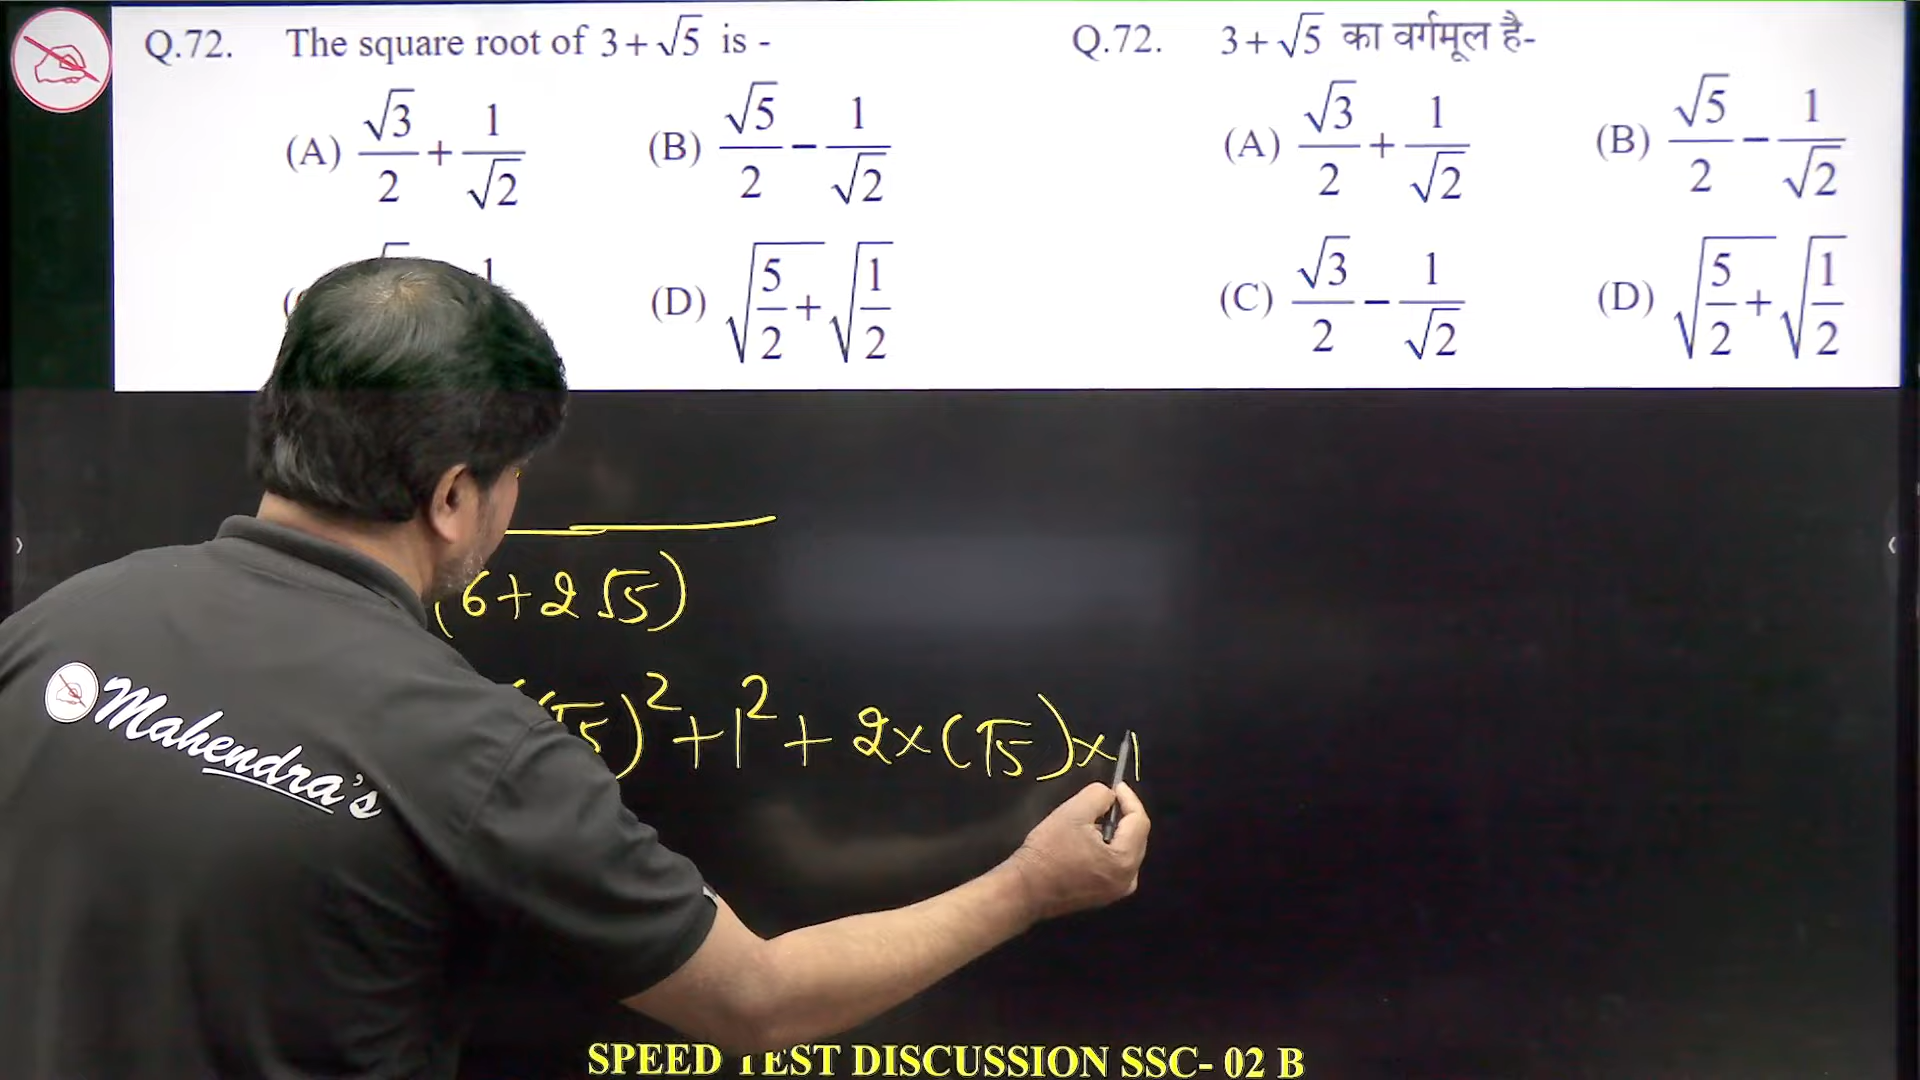 Q.72. The square root of 3+√5 is -
(A) √3/2 + 1/√2 (B) √5/2 − 1/√2
(D) √(5/2 +) √(1/2)
Q.72. 3+√5 का वर्गमूल है-
(A) √3/2 + 1/√2 (B) √5/2 − 1/√2
(C) √3/2 − 1/√2 (D) √(5/2 +) √(1/2)
(6+2√5)
(√5)²+1²+2×(√5)×1
Mahendra's
SPEED TEST DISCUSSION SSC- 02 B